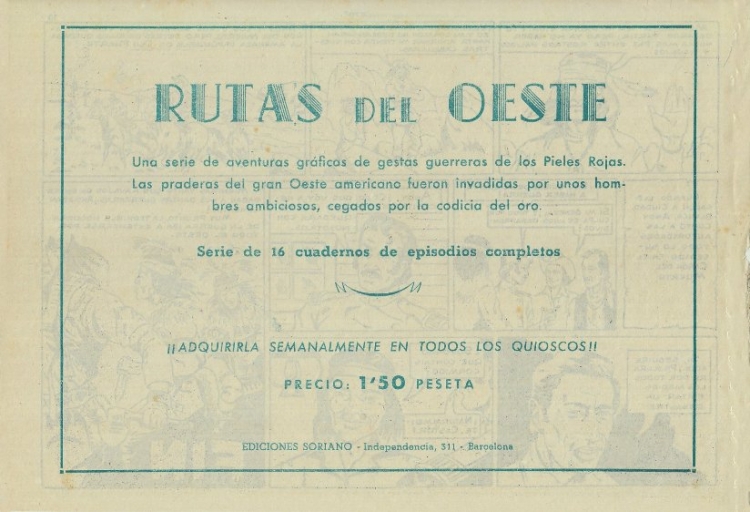 RUTAS DEL OESTE
Una serie de aventuras gráficas de gestas guerreras de los Pieles Rojas.
Las praderas del gran Oeste americano fueron invadidas por unos hom-
bres ambiciosos, cegados por la codicia del oro.
Serie de 16 cuadernos de episodios completos
¡¡ADQUIRIRLA SEMANALMENTE EN TODOS LOS QUIOSCOS!!
PRECIO: 1'50 PESETA
EDICIONES SORIANO - Independencia, 311 - Barcelona